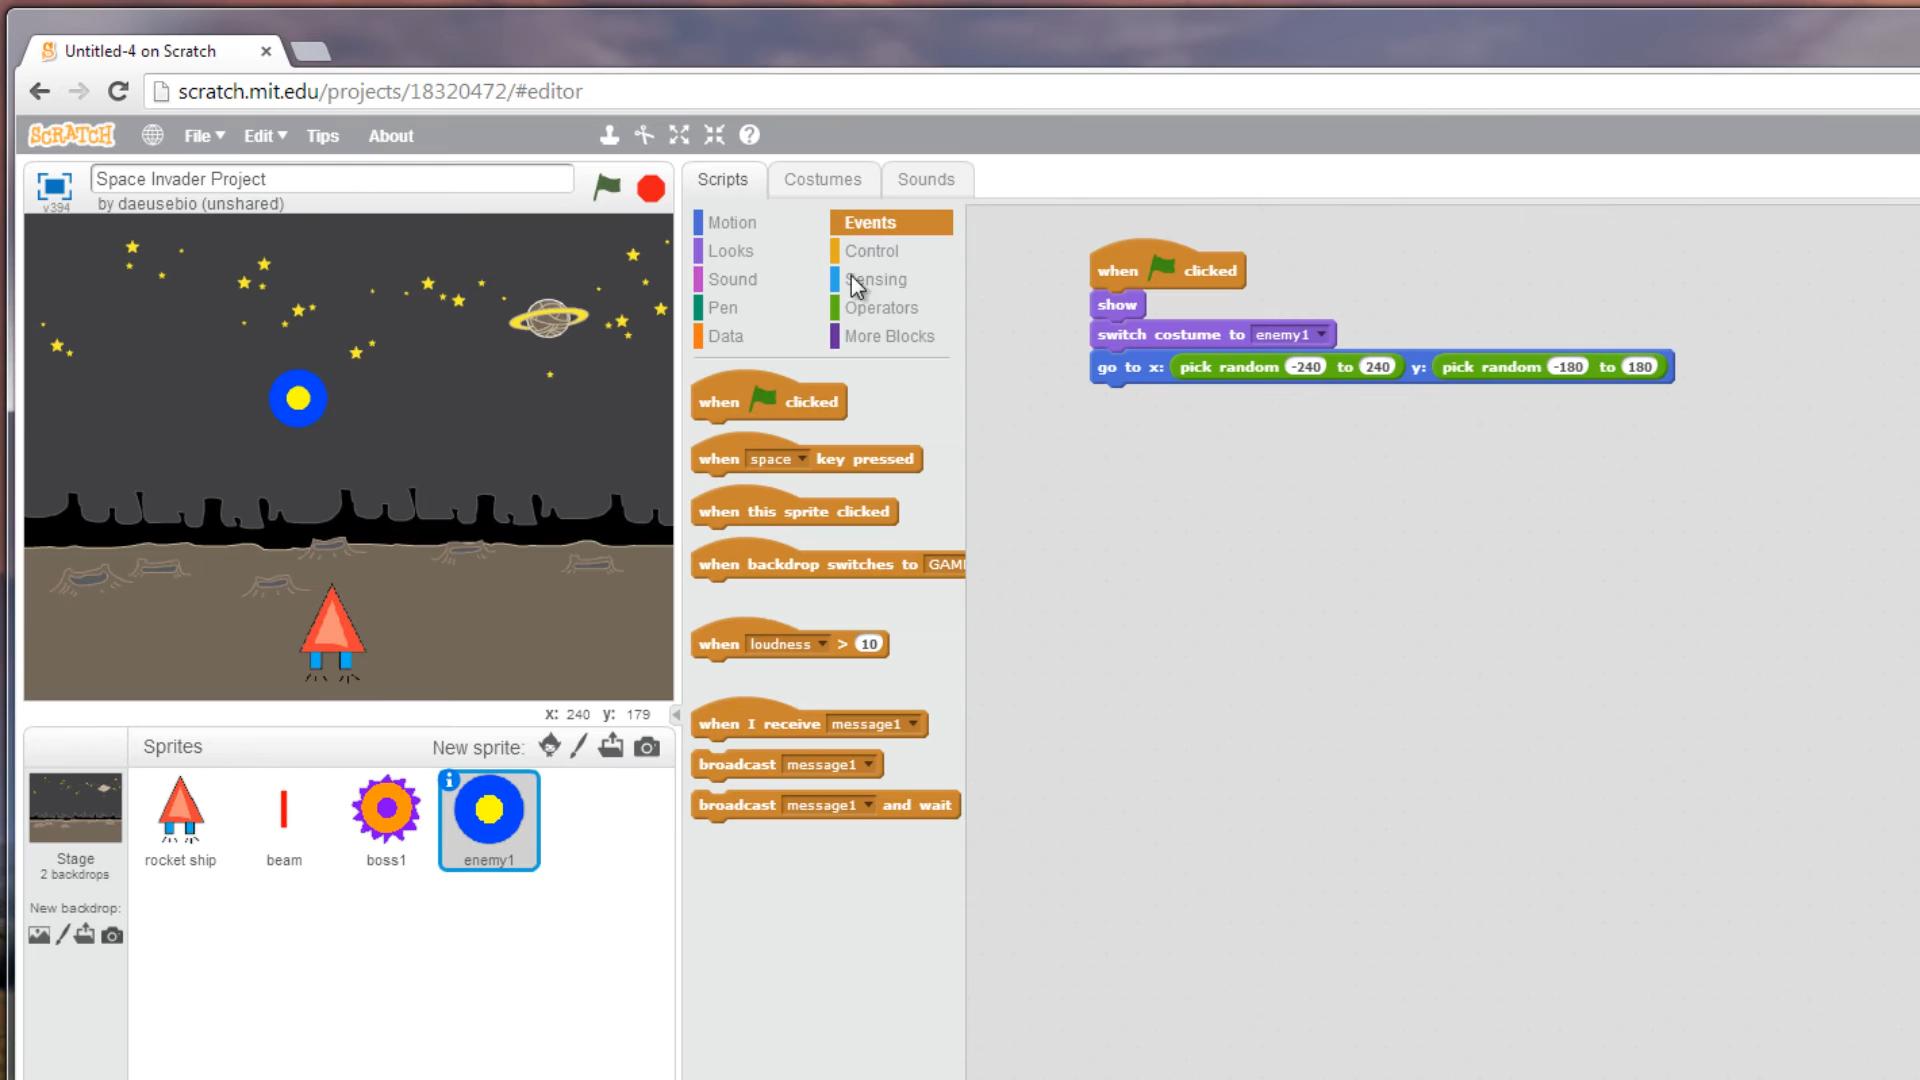 Untitled-4 on Scratch
scratch.mit.edu/projects/18320472/#editor
SCRATCH
File Edit Tips About
Space Invader Project
by daeusebio (unshared)
v394
Scripts Costumes Sounds
Motion Events
Looks Control
Sound Sensing
Pen Operators
Data More Blocks
when clicked
when space key pressed
when this sprite clicked
when backdrop switches to GAM
when loudness > 10
when I receive message1
broadcast message1
broadcast message1 and wait
when clicked
show
switch costume to enemy1
go to x: pick random -240 to 240 y: pick random -180 to 180
x: 240 y: 179
Sprites New sprite:
rocket ship beam boss1 enemy1
Stage
2 backdrops
New backdrop: